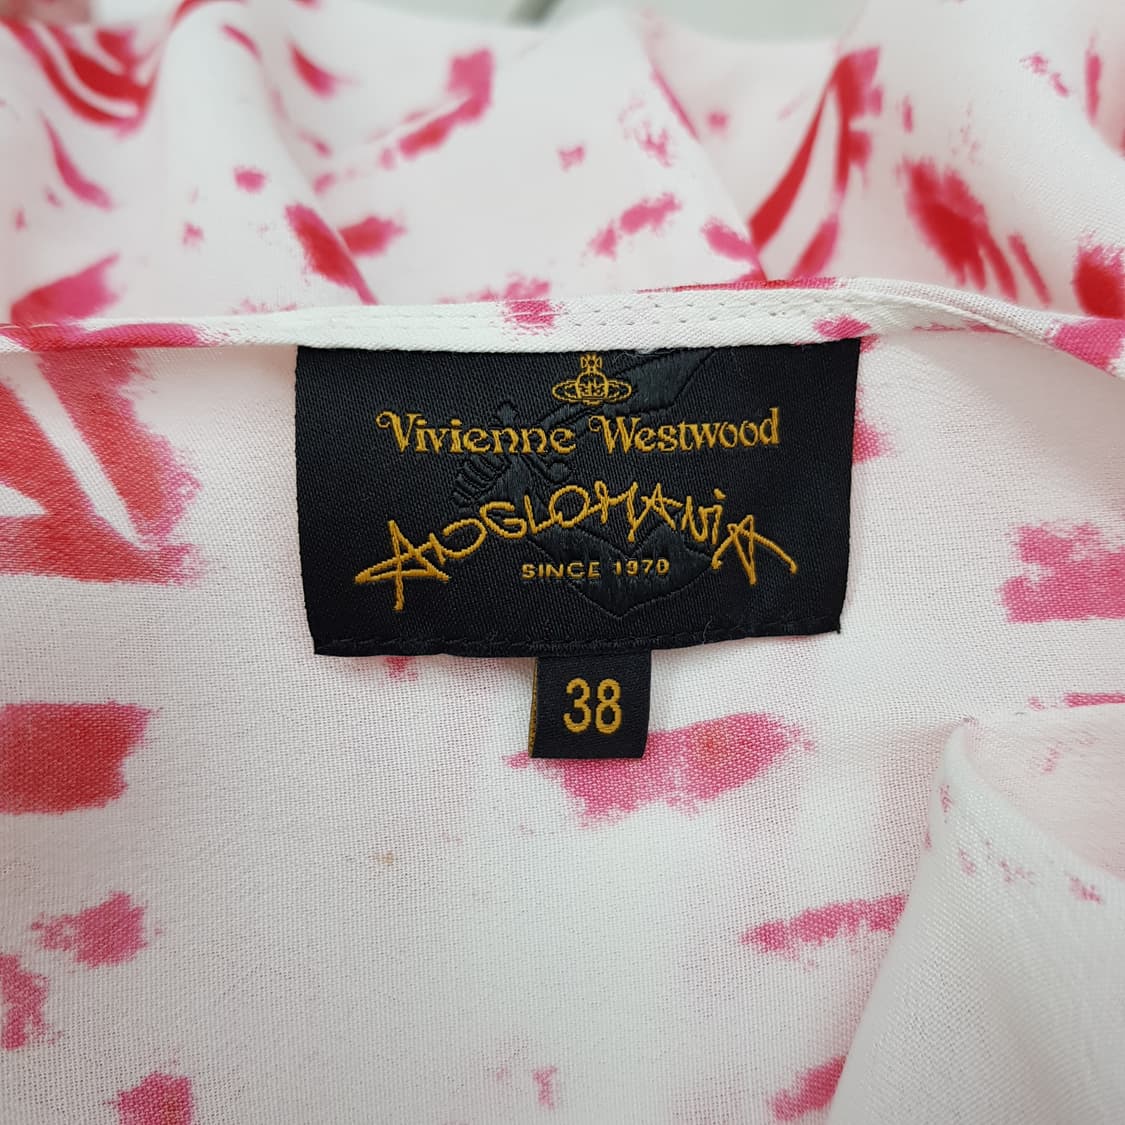 Vivienne Westwood
ANGLOMANIA
SINCE 1970
38